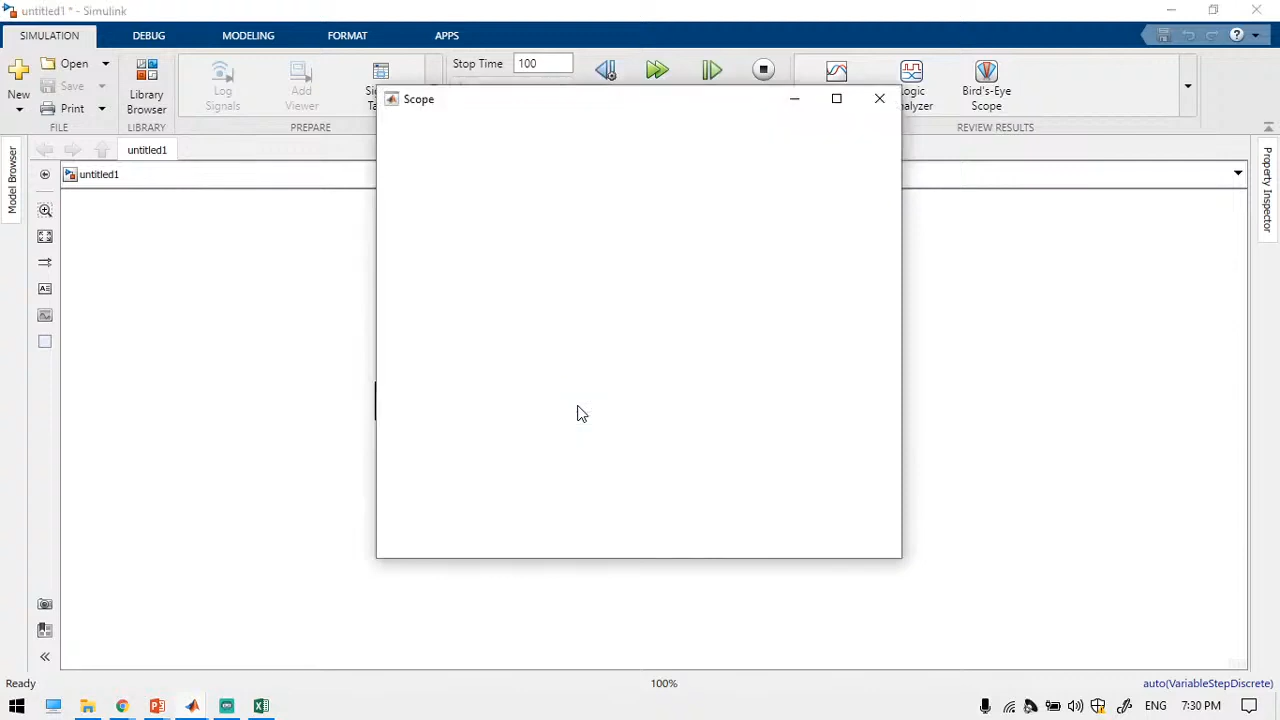 untitled1 * - Simulink
SIMULATION DEBUG MODELING FORMAT APPS
New
Open
Save
Print
FILE
Library
Browser
LIBRARY
Log
Signals
Add
Viewer
PREPARE
Stop Time 100
Bird's-Eye
Scope
REVIEW RESULTS
Scope
untitled1
untitled1
Model Browser
Property Inspector
Ready 100% auto(VariableStepDiscrete)
ENG 7:30 PM